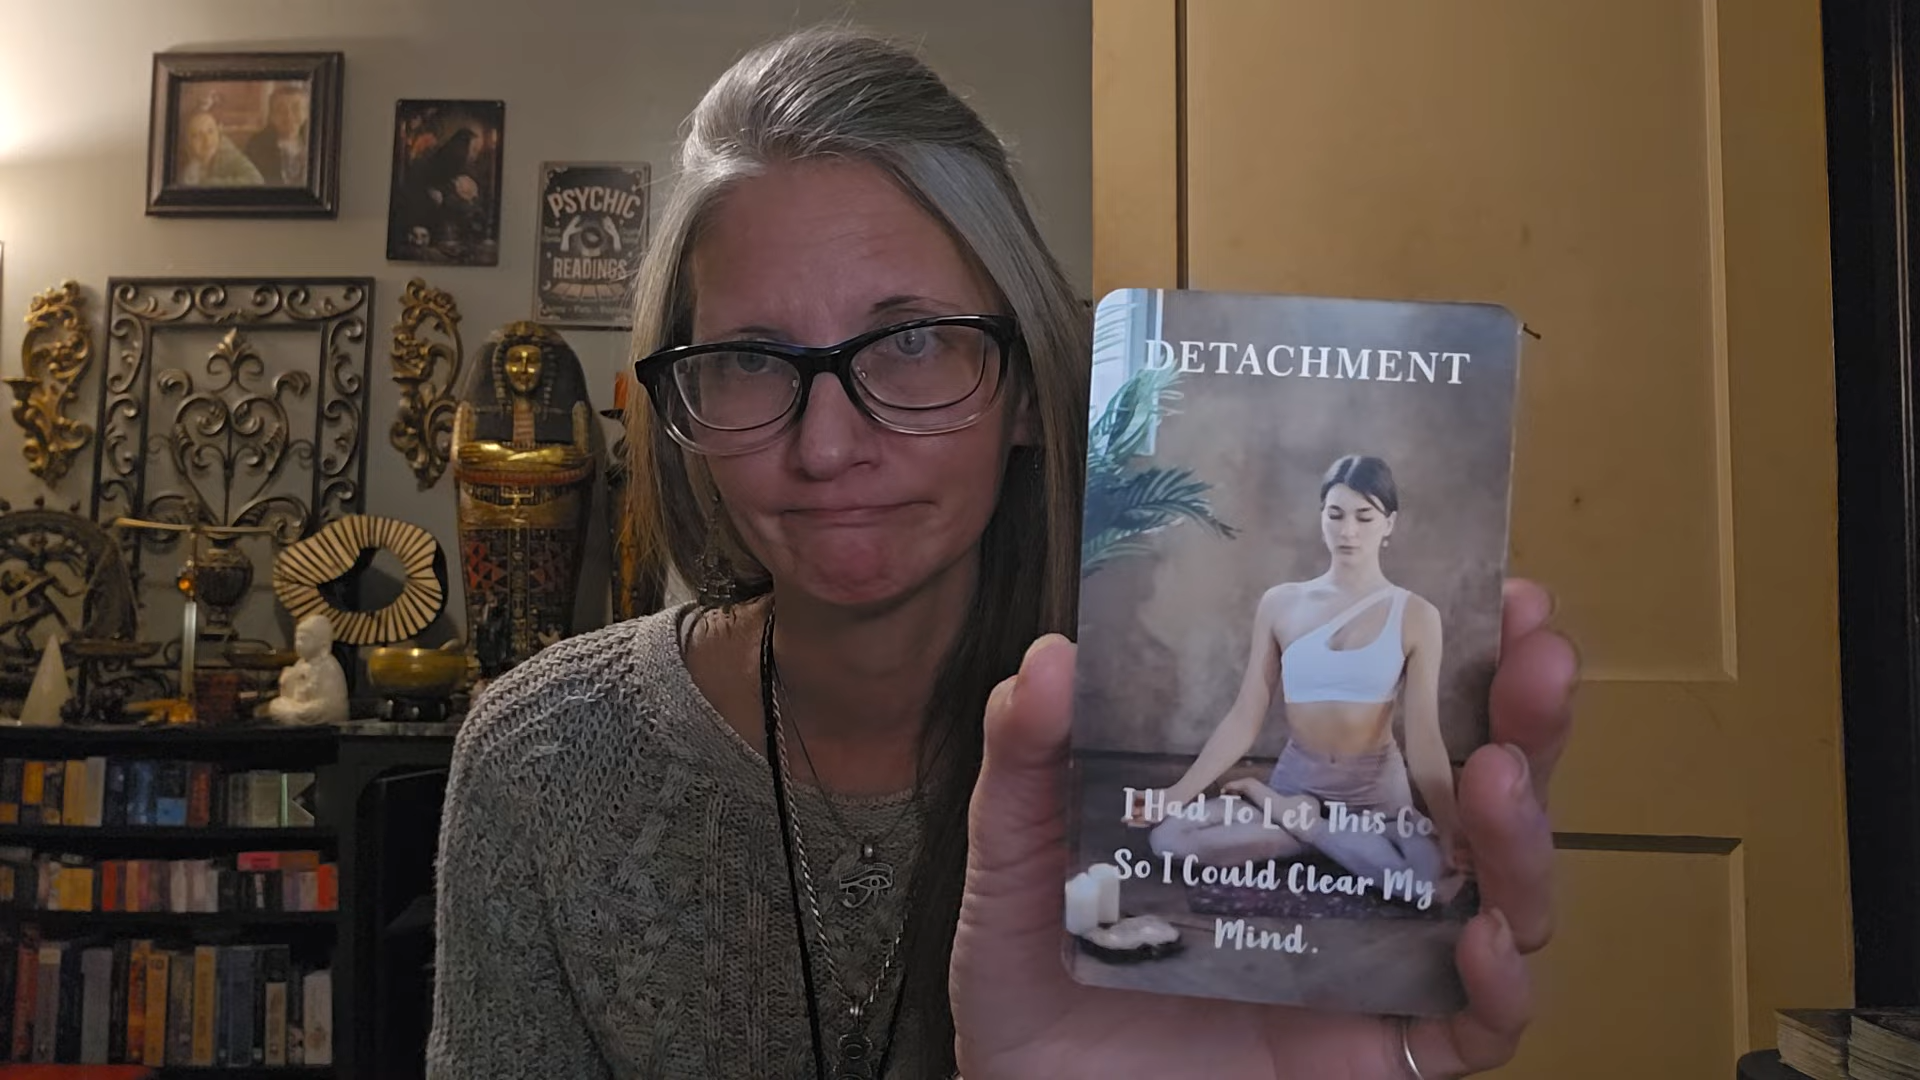 PSYCHIC
READINGS
DETACHMENT
I Had To Let This Go
So I Could Clear My
Mind.